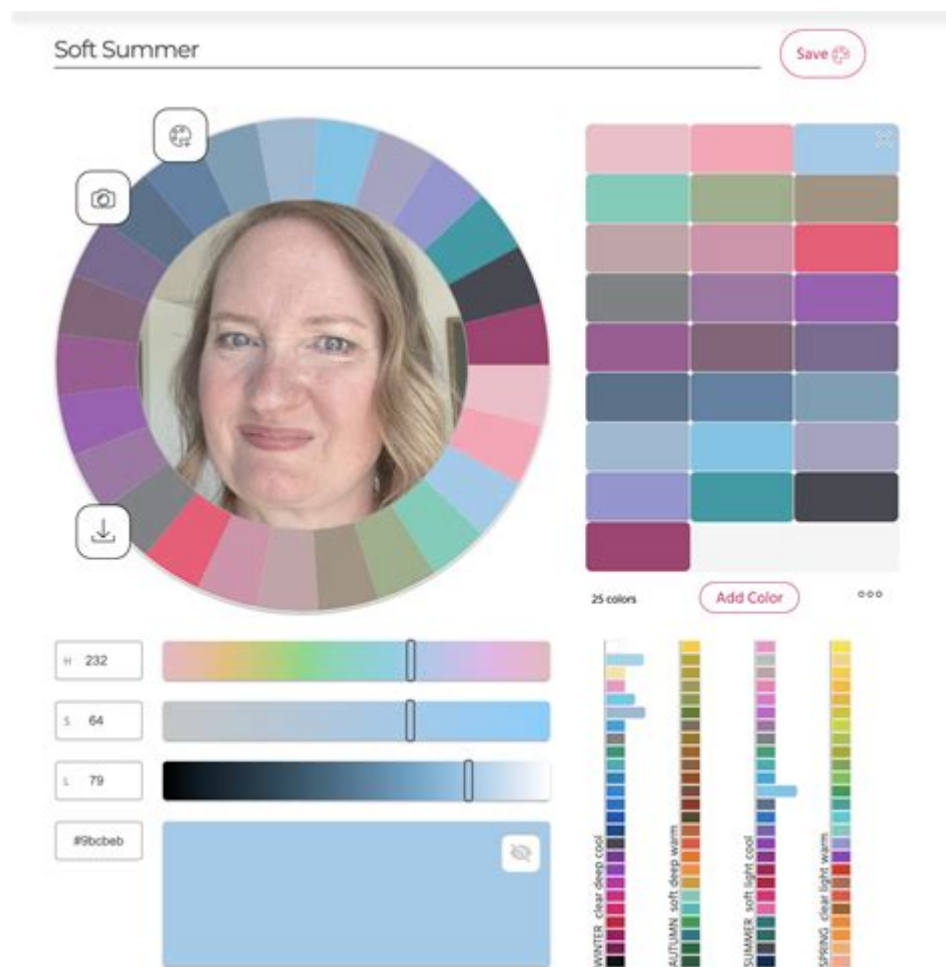 Soft Summer
Save
25 colors
Add Color
H 232
S 64
L 79
#9bcbeb
WINTER clear deep cool
AUTUMN soft deep warm
SUMMER soft light cool
SPRING clear light warm